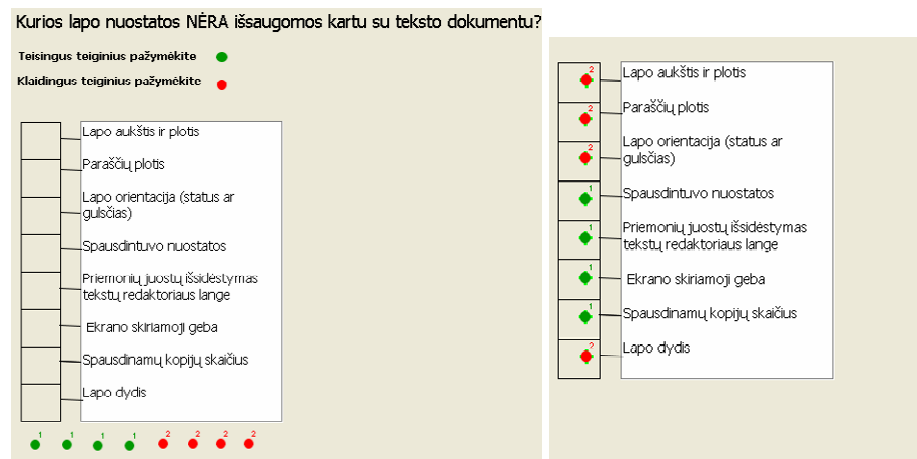 Kurios lapo nuostatos NĖRA išsaugomos kartu su teksto dokumentu?
Teisingus teiginius pažymėkite
Klaidingus teiginius pažymėkite
Lapo aukštis ir plotis
Paraščių plotis
Lapo orientacija (status ar
gulsčias)
Spausdintuvo nuostatos
Priemonių juostų išsidėstymas
tekstų redaktoriaus lange
Ekrano skiriamoji geba
Spausdinamų kopijų skaičius
Lapo dydis
1 1 1 1 2 2 2 2
2 Lapo aukštis ir plotis
2 Paraščių plotis
2 Lapo orientacija (status ar
gulsčias)
1 Spausdintuvo nuostatos
1 Priemonių juostų išsidėstymas
tekstų redaktoriaus lange
1 Ekrano skiriamoji geba
1 Spausdinamų kopijų skaičius
2 Lapo dydis